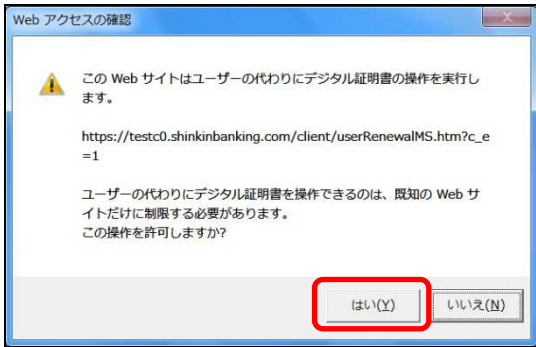 Web アクセスの確認
この Web サイトはユーザーの代わりにデジタル証明書の操作を実行し
ます。
https://testc0.shinkinbanking.com/client/userRenewalMS.htm?c_e
=1
ユーザーの代わりにデジタル証明書を操作できるのは、既知の Web サ
イトだけに制限する必要があります。
この操作を許可しますか?
はい(Y) いいえ(N)